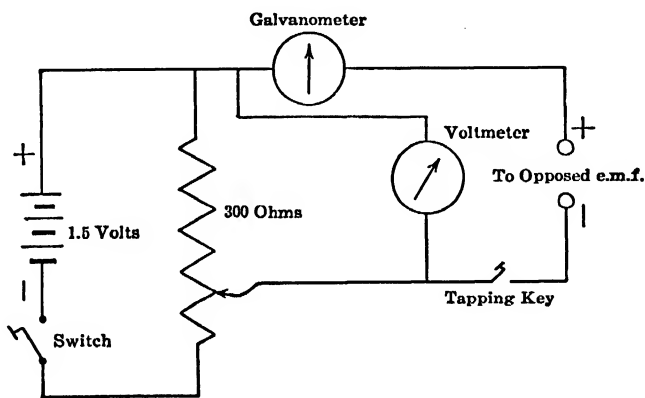 Galvanometer
Voltmeter
+
+
To Opposed e.m.f.
300 Ohms
1.5 Volts
Tapping Key
Switch